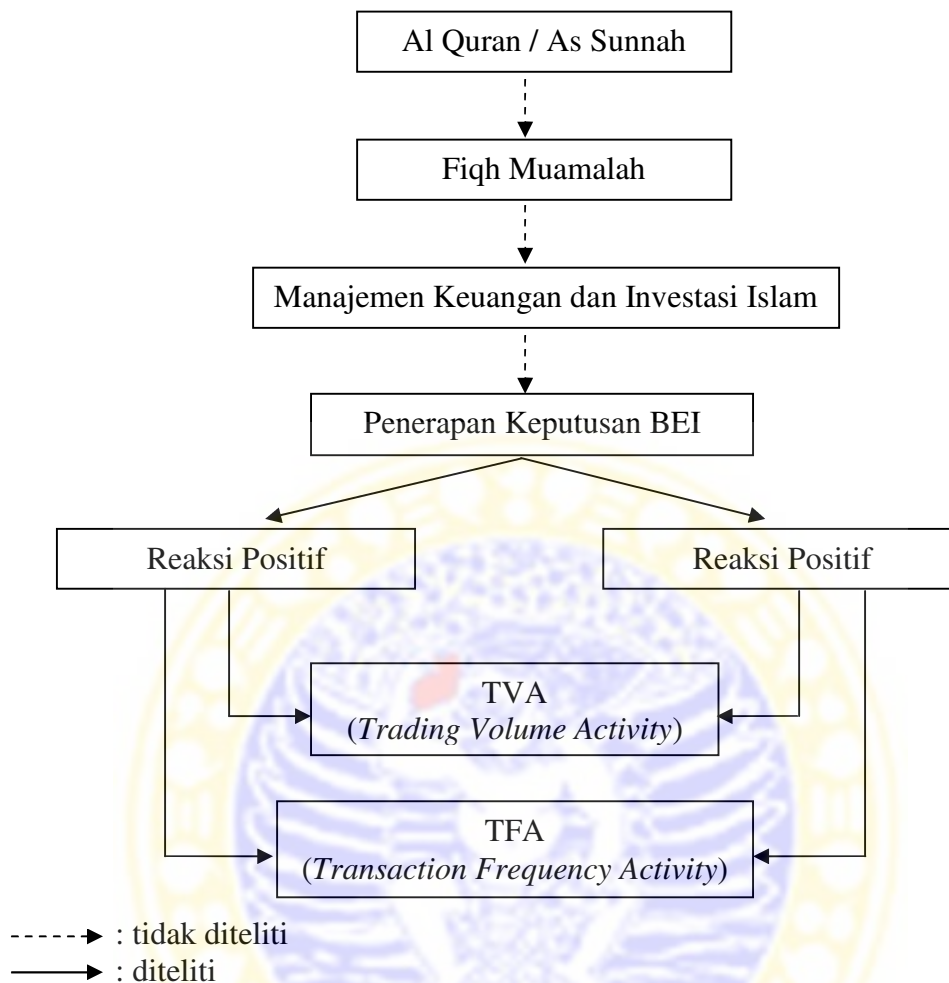 Al Quran / As Sunnah
Fiqh Muamalah
Manajemen Keuangan dan Investasi Islam
Penerapan Keputusan BEI
Reaksi Positif
Reaksi Positif
TVA
(Trading Volume Activity)
TFA
(Transaction Frequency Activity)
: tidak diteliti
: diteliti